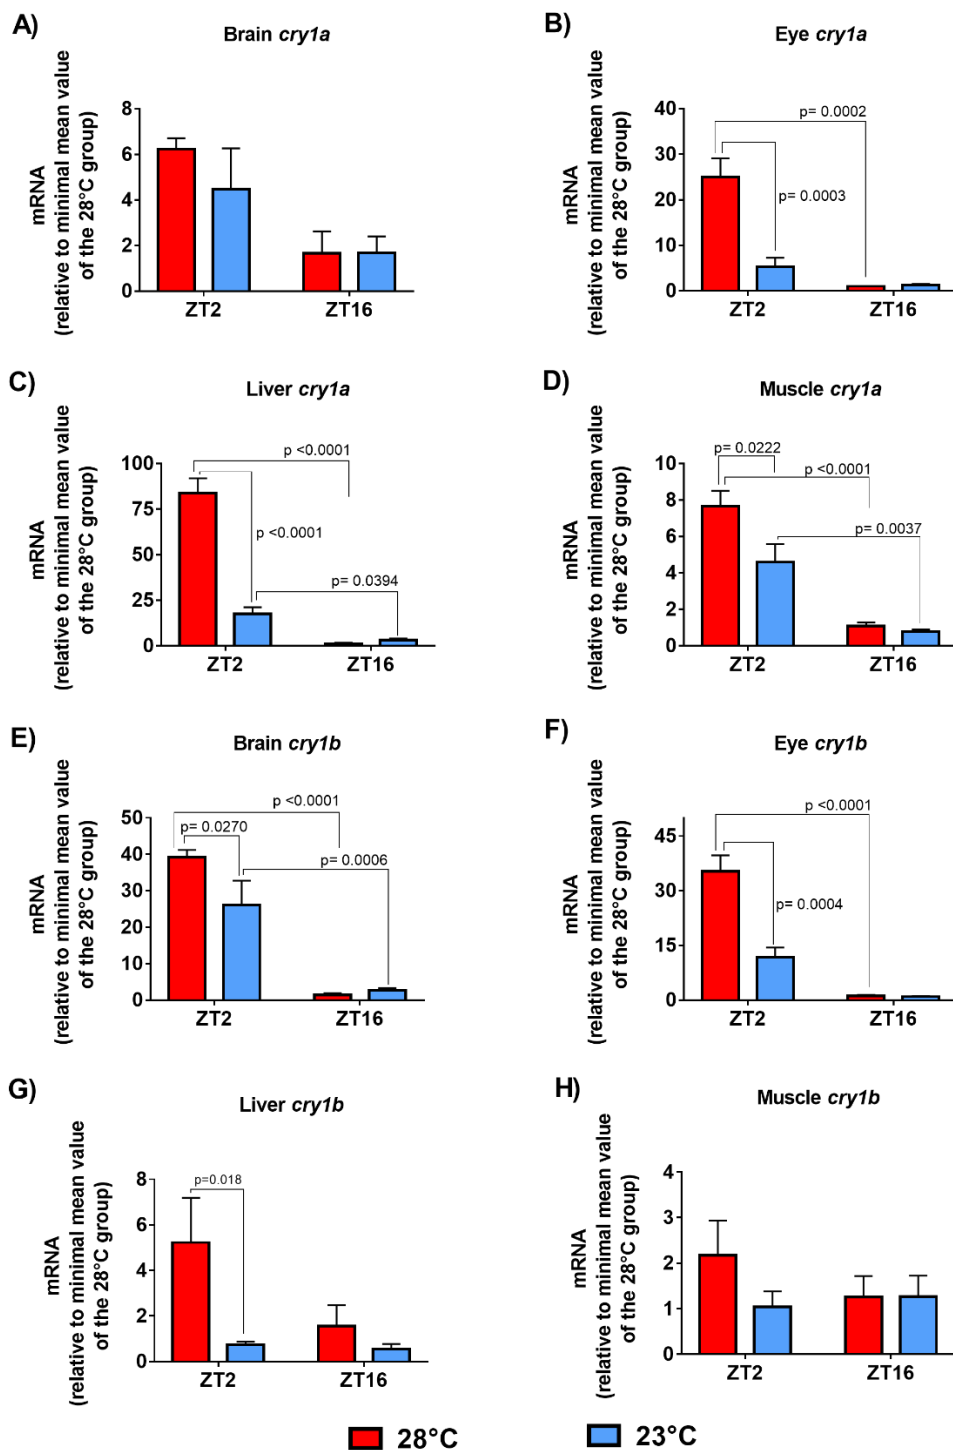 A)
Brain cry1a
mRNA
(relative to minimal mean value
of the 28°C group)
8
6
4
2
0
ZT2
ZT16
B)
Eye cry1a
mRNA
(relative to minimal mean value
of the 28°C group)
40
30
20
10
0
p= 0.0002
p= 0.0003
ZT2
ZT16
C)
Liver cry1a
mRNA
(relative to minimal mean value
of the 28°C group)
100
75
50
25
0
p <0.0001
p <0.0001
p= 0.0394
ZT2
ZT16
D)
Muscle cry1a
mRNA
(relative to minimal mean value
of the 28°C group)
8
6
4
2
0
p= 0.0222
p <0.0001
p= 0.0037
ZT2
ZT16
E)
Brain cry1b
mRNA
(relative to minimal mean value
of the 28°C group)
50
40
30
20
10
0
p <0.0001
p= 0.0270
p= 0.0006
ZT2
ZT16
F)
Eye cry1b
mRNA
(relative to minimal mean value
of the 28°C group)
45
30
15
0
p <0.0001
p= 0.0004
ZT2
ZT16
G)
Liver cry1b
mRNA
(relative to minimal mean value
of the 28°C group)
8
6
4
2
0
p=0.018
ZT2
ZT16
H)
Muscle cry1b
mRNA
(relative to minimal mean value
of the 28°C group)
4
3
2
1
0
ZT2
ZT16
28°C
23°C